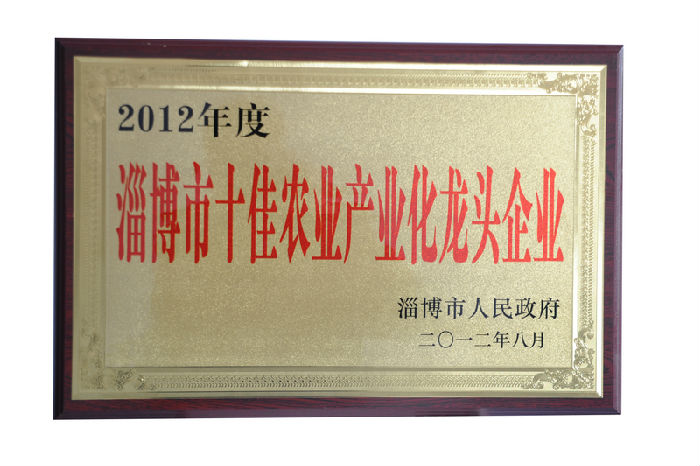 2012年度
淄博市十佳农业产业化龙头企业
淄博市人民政府
二〇一二年八月